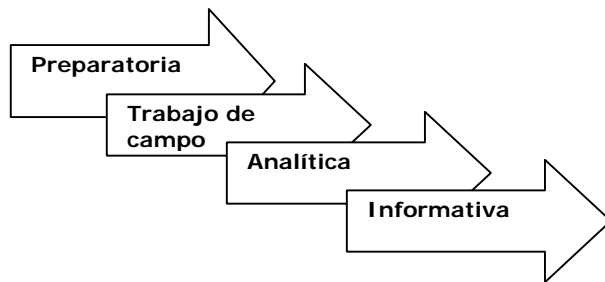 Preparatoria
Trabajo de
campo
Analítica
Informativa